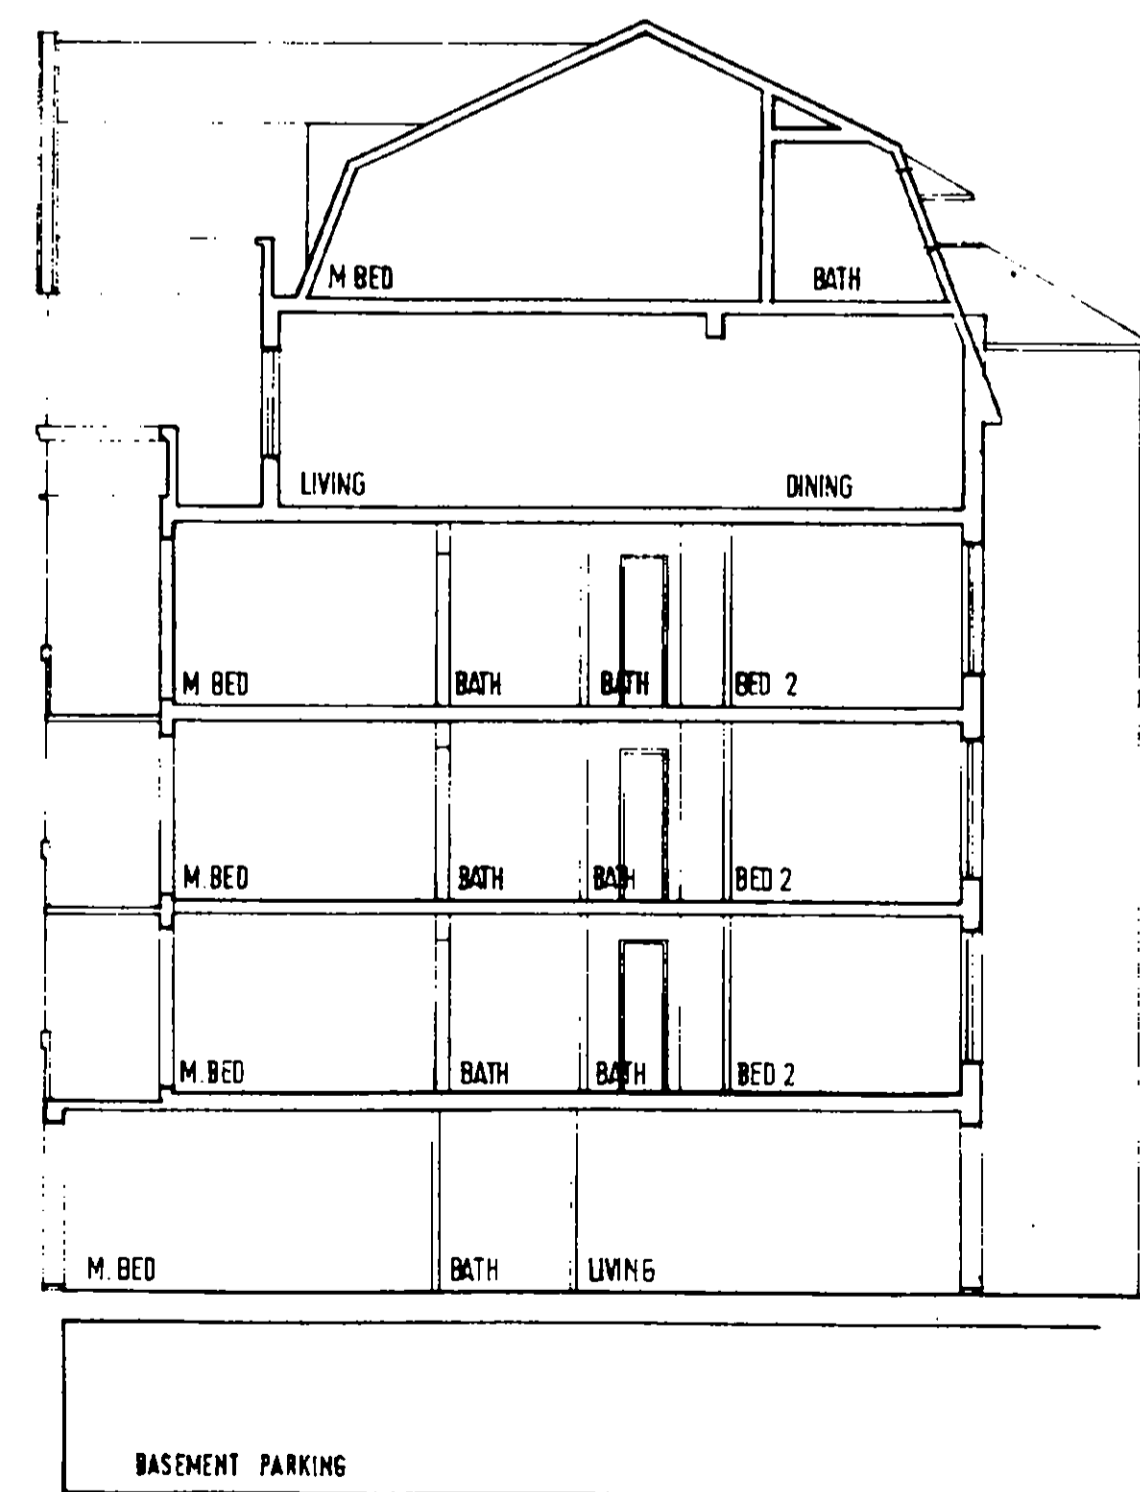 M BED BATH
LIVING DINING
M BED BATH BATH BED 2
M. BED BATH BATH BED 2
M. BED BATH BATH BED 2
M. BED BATH LIVING
BASEMENT PARKING